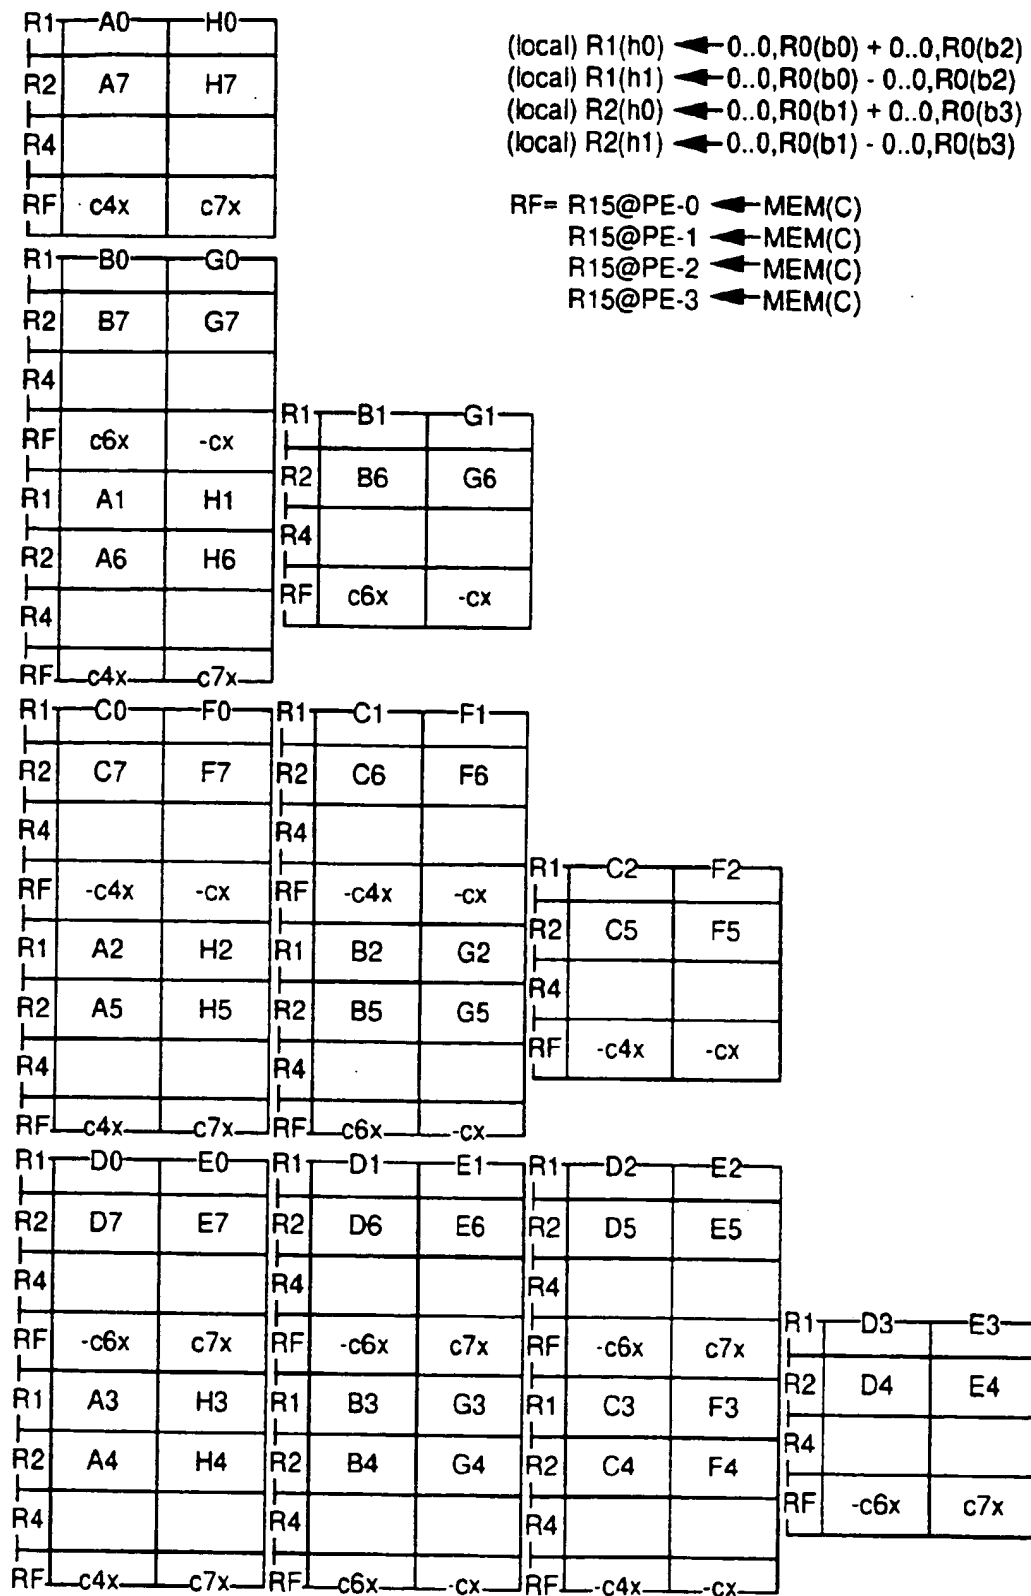 R1 A0 H0
R2 A7 H7
R4
RF c4x c7x
(local) R1(h0) ← 0..0,R0(b0) + 0..0,R0(b2)
(local) R1(h1) ← 0..0,R0(b0) - 0..0,R0(b2)
(local) R2(h0) ← 0..0,R0(b1) + 0..0,R0(b3)
(local) R2(h1) ← 0..0,R0(b1) - 0..0,R0(b3)
RF= R15@PE-0 ← MEM(C)
R15@PE-1 ← MEM(C)
R15@PE-2 ← MEM(C)
R15@PE-3 ← MEM(C)
R1 B0 G0
R2 B7 G7
R4
RF c6x -cx
R1 A1 H1
R2 A6 H6
R4
RF c4x c7x
R1 B1 G1
R2 B6 G6
R4
RF c6x -cx
R1 C0 F0
R2 C7 F7
R4
RF -c4x -cx
R1 A2 H2
R2 A5 H5
R4
RF c4x c7x
R1 C1 F1
R2 C6 F6
R4
RF -c4x -cx
R1 B2 G2
R2 B5 G5
R4
RF c6x -cx
R1 C2 F2
R2 C5 F5
R4
RF -c4x -cx
R1 D0 E0
R2 D7 E7
R4
RF -c6x c7x
R1 A3 H3
R2 A4 H4
R4
RF c4x c7x
R1 D1 E1
R2 D6 E6
R4
RF -c6x c7x
R1 B3 G3
R2 B4 G4
R4
RF c6x -cx
R1 D2 E2
R2 D5 E5
R4
RF -c6x c7x
R1 C3 F3
R2 C4 F4
R4
RF -c4x -cx
R1 D3 E3
R2 D4 E4
R4
RF -c6x c7x